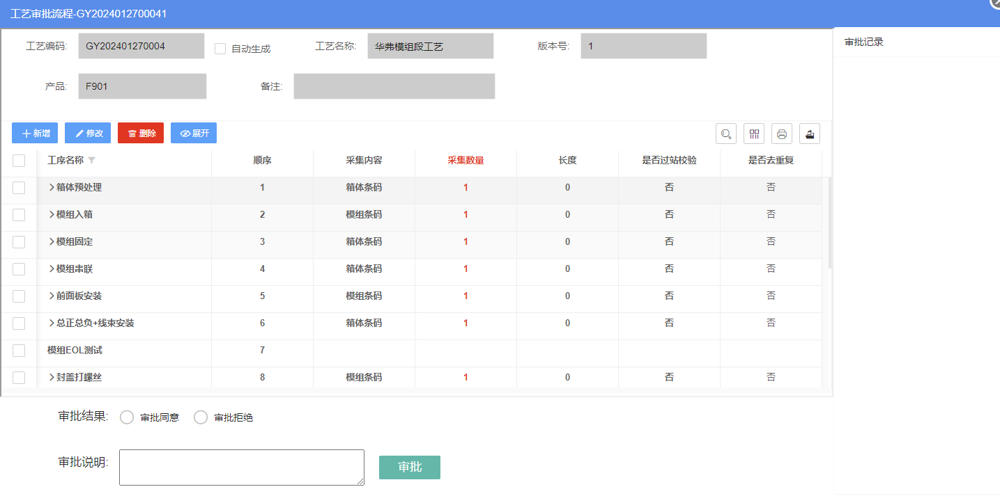 工艺审批流程-GY2024012700041
审批记录
工艺编码: GY202401270004 自动生成 工艺名称: 华弗模组段工艺 版本号: 1
产品: F901 备注:
新增 修改 删除 展开
工序名称 顺序 采集内容 采集数量 长度 是否过站校验 是否去重复
箱体预处理 1 箱体条码 1 0 否 否
模组入箱 2 模组条码 1 0 否 否
模组固定 3 箱体条码 1 0 否 否
模组串联 4 箱体条码 1 0 否 否
前面板安装 5 模组条码 1 0 否 否
总正总负+线束安装 6 箱体条码 1 0 否 否
模组EOL测试 7
封盖打螺丝 8 模组条码 1 0 否 否
审批结果: 审批同意 审批拒绝
审批说明: 审批